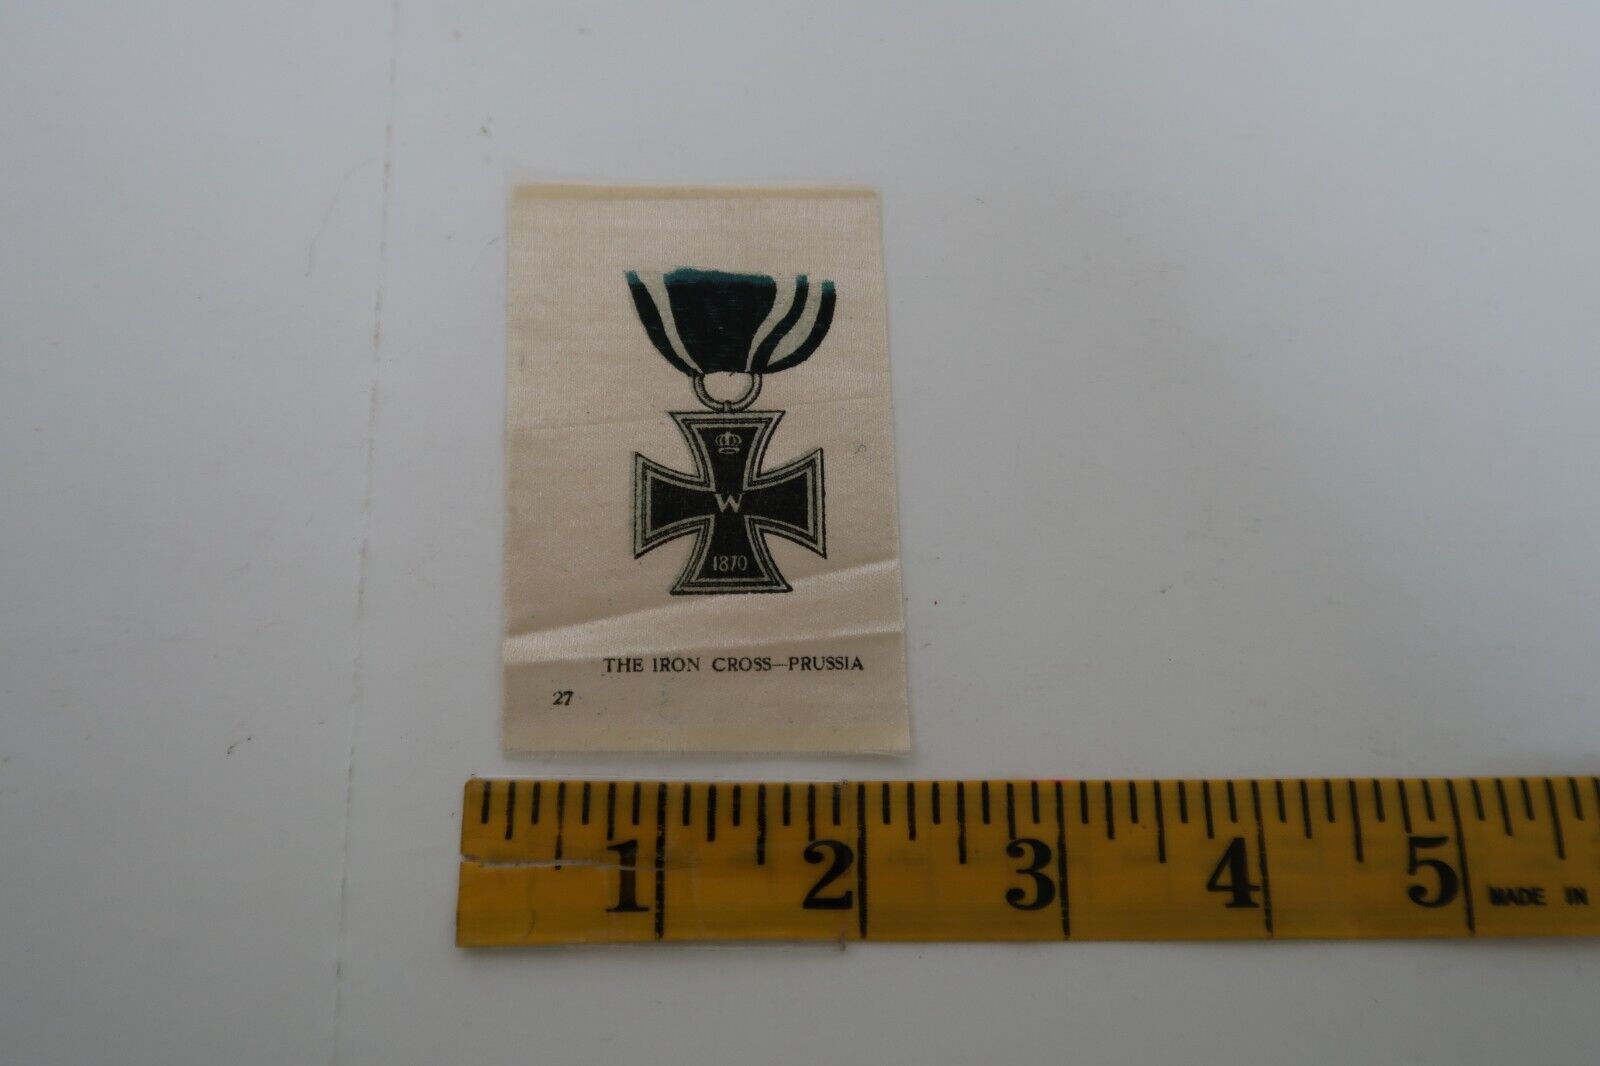 W
1870
THE IRON CROSS—PRUSSIA
27
1 2 3 4 5 MADE IN